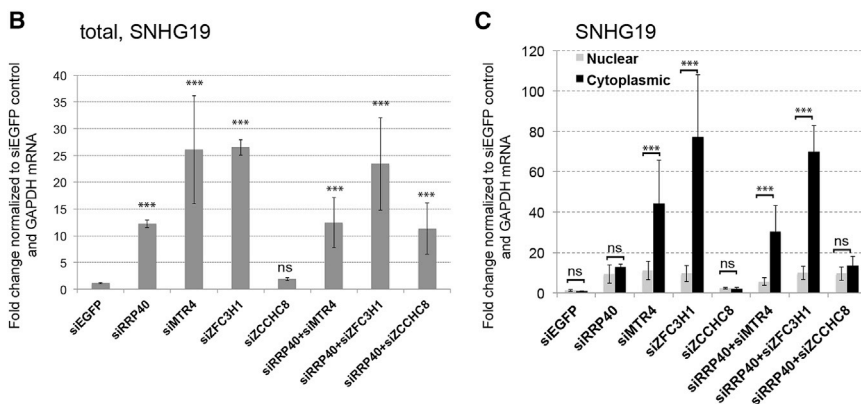 B
total, SNHG19
Fold change normalized to siEGFP control
and GAPDH mRNA
40
35
30
25
20
15
10
5
0
***
***
***
ns
***
***
***
siEGFP
siRRP40
siMTR4
siZFC3H1
siZCCHC8
siRRP40+siMTR4
siRRP40+siZFC3H1
siRRP40+siZCCHC8
C
SNHG19
Nuclear
Cytoplasmic
Fold change normalized to siEGFP control
and GAPDH mRNA
120
100
80
60
40
20
0
ns
ns
***
***
ns
***
***
ns
siEGFP
siRRP40
siMTR4
siZFC3H1
siZCCHC8
siRRP40+siMTR4
siRRP40+siZFC3H1
siRRP40+siZCCHC8